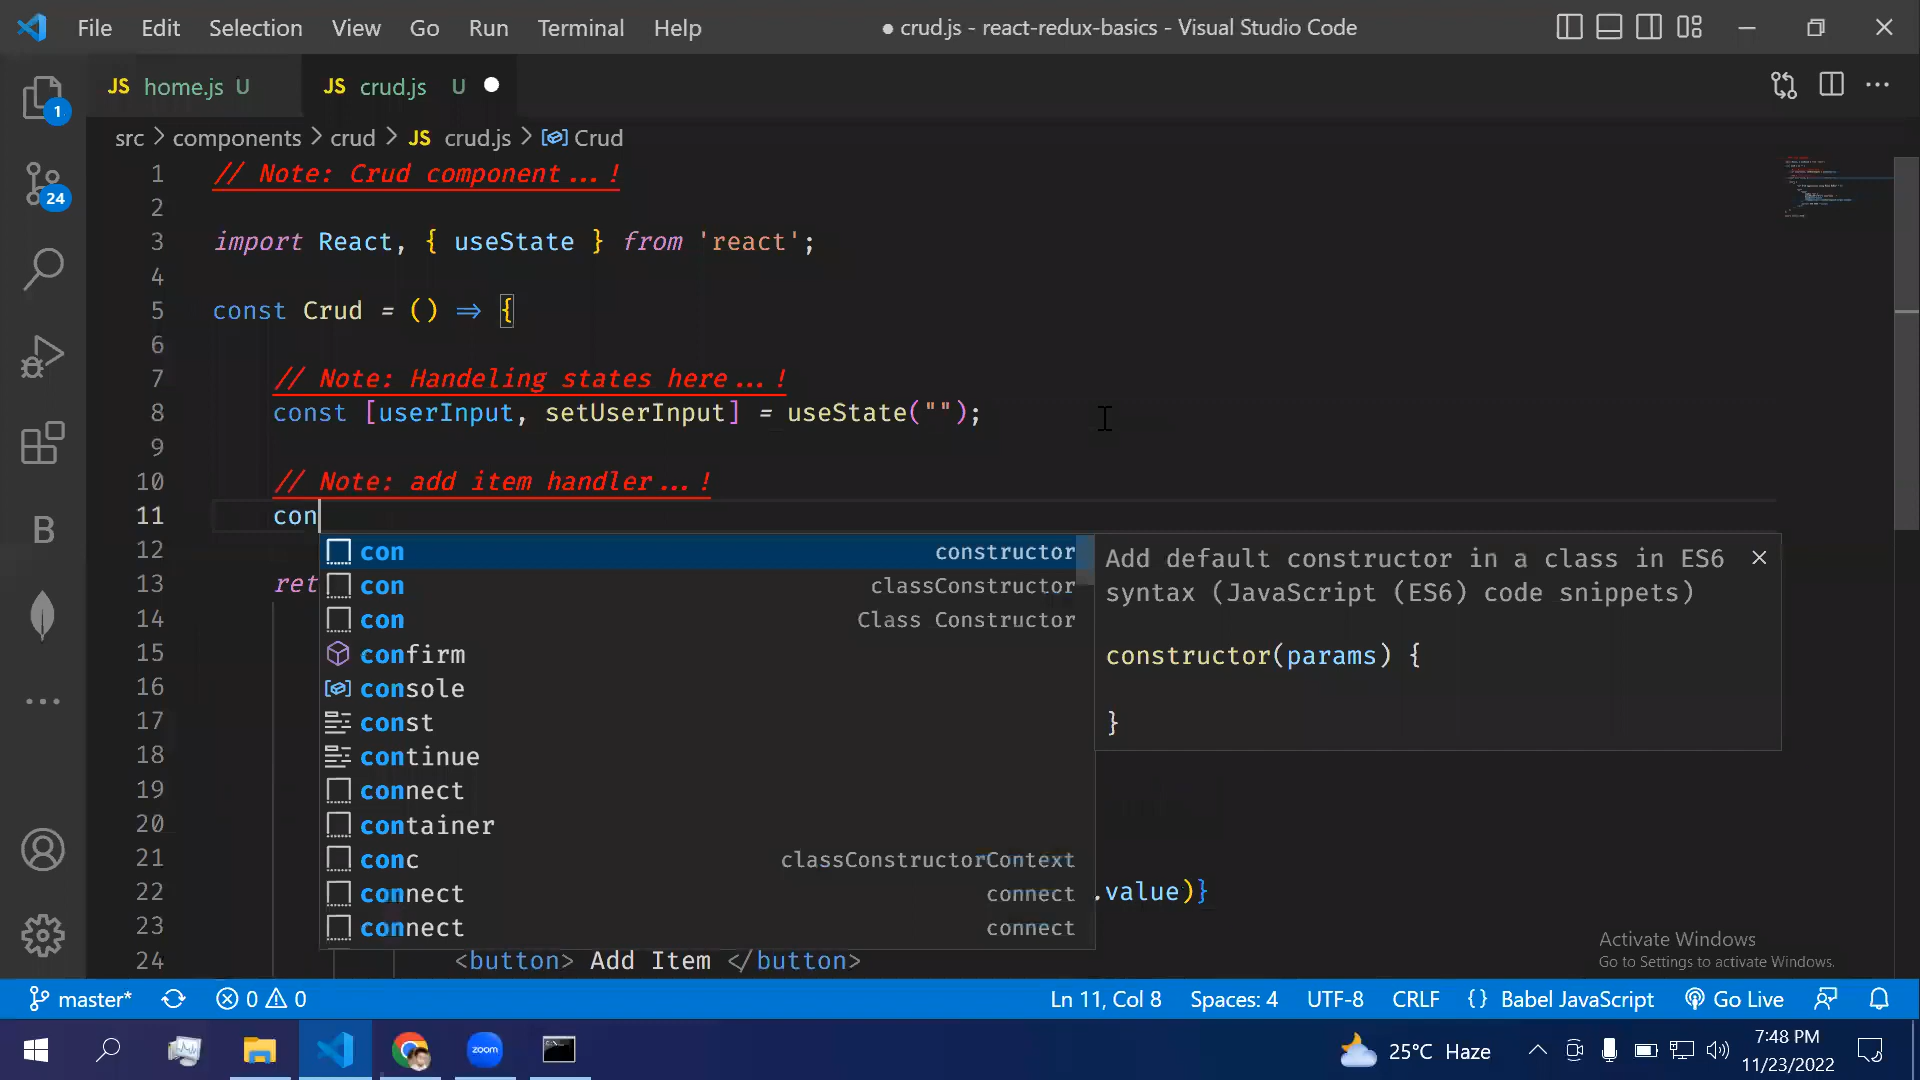 File Edit Selection View Go Run Terminal Help ● crud.js - react-redux-basics - Visual Studio Code
JS home.js U JS crud.js U
1
src > components > crud > JS crud.js > Crud
1 // Note: Crud component...!
2
24
3 import React, { useState } from 'react';
4
5 const Crud = () => {
6
7 // Note: Handeling states here...!
8 const [userInput, setUserInput] = useState("");
9
10 // Note: add item handler...!
11 con
12 con constructor
Add default constructor in a class in ES6
syntax (JavaScript (ES6) code snippets)
constructor(params) {
}
13 ret con classConstructor
14 con Class Constructor
15 confirm
16 console
17 const
18 continue
19 connect
20 container
21 conc classConstructorContext
22 connect connect .value)}
23 connect connect
24 <button> Add Item </button>
Activate Windows
Go to Settings to activate Windows.
master* 0 0 Ln 11, Col 8 Spaces: 4 UTF-8 CRLF {} Babel JavaScript Go Live
zoom 25°C Haze 7:48 PM
11/23/2022